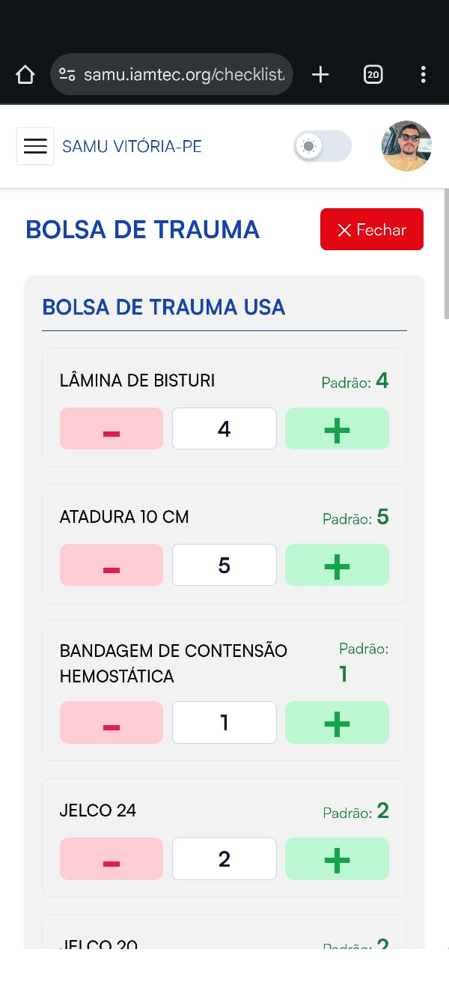 samu.iamtec.org/checklist.
20
SAMU VITÓRIA-PE
BOLSA DE TRAUMA
Fechar
BOLSA DE TRAUMA USA
LÂMINA DE BISTURI
Padrão: 4
-
4
+
ATADURA 10 CM
Padrão: 5
-
5
+
BANDAGEM DE CONTENSÃO
HEMOSTÁTICA
Padrão:
1
-
1
+
JELCO 24
Padrão: 2
-
2
+
JELCO 20
Padrão: 2